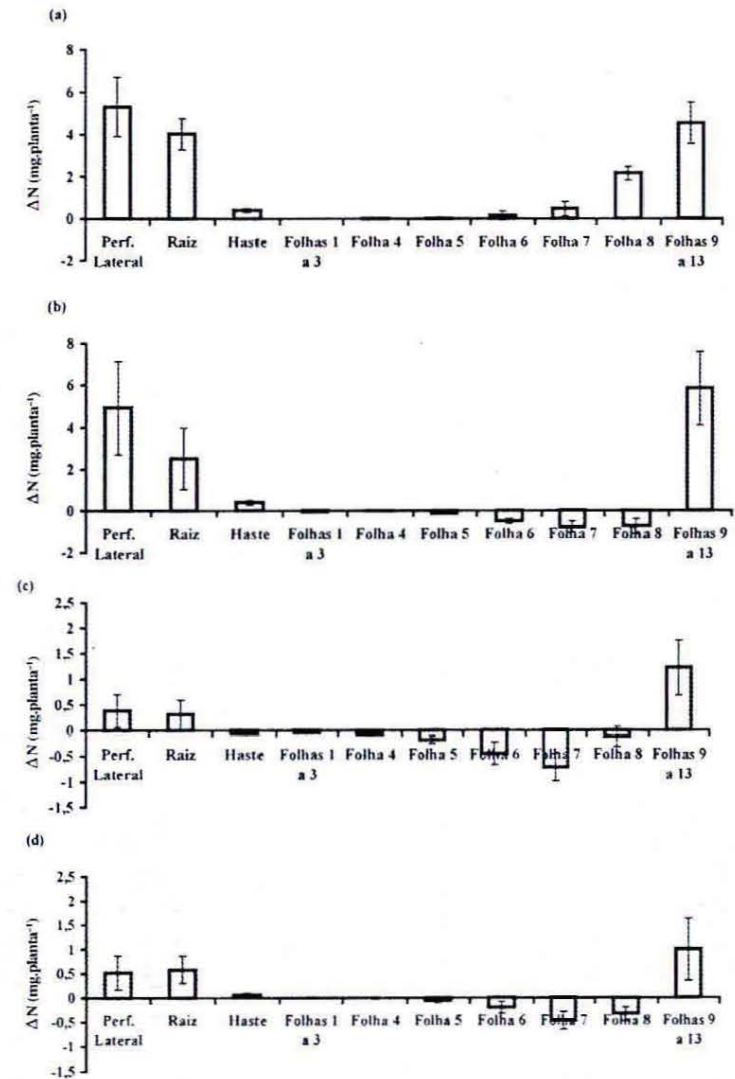 (a)
8
6
4
2
0
-2
ΔN (mg.planta⁻¹)
Perf. Lateral Raiz Haste Folhas 1 a 3 Folha 4 Folha 5 Folha 6 Folha 7 Folha 8 Folhas 9 a 13
(b)
8
6
4
2
0
-2
ΔN (mg.planta⁻¹)
Perf. Lateral Raiz Haste Folhas 1 a 3 Folha 4 Folha 5 Folha 6 Folha 7 Folha 8 Folhas 9 a 13
(c)
2,5
2
1,5
1
0,5
0
-0,5
-1
-1,5
ΔN (mg.planta⁻¹)
Perf. Lateral Raiz Haste Folhas 1 a 3 Folha 4 Folha 5 Folha 6 Folha 7 Folha 8 Folhas 9 a 13
(d)
2,5
2
1,5
1
0,5
0
-0,5
-1
-1,5
ΔN (mg.planta⁻¹)
Perf. Lateral Raiz Haste Folhas 1 a 3 Folha 4 Folha 5 Folha 6 Folha 7 Folha 8 Folhas 9 a 13